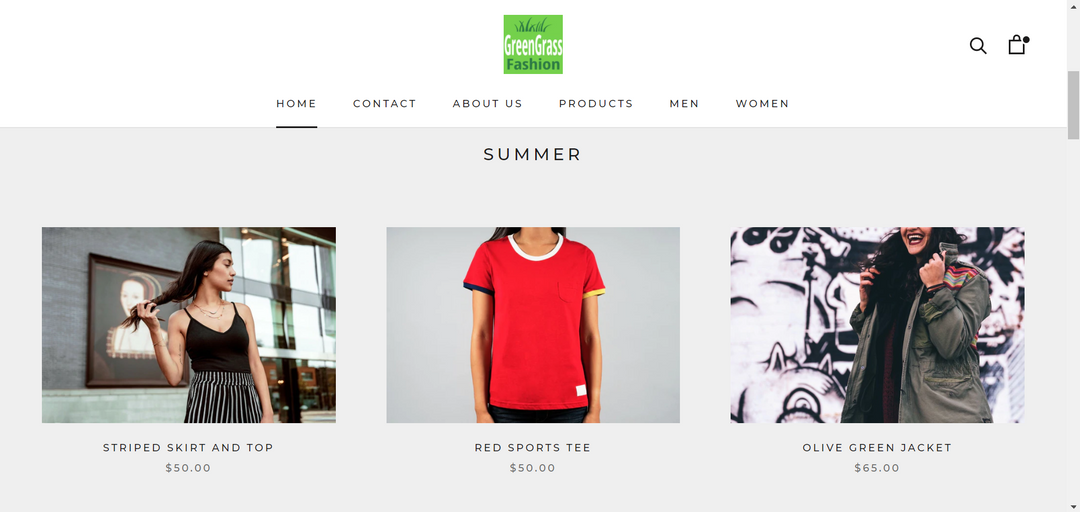 GreenGrass
Fashion
HOME CONTACT ABOUT US PRODUCTS MEN WOMEN
SUMMER
STRIPED SKIRT AND TOP
$50.00
RED SPORTS TEE
$50.00
OLIVE GREEN JACKET
$65.00